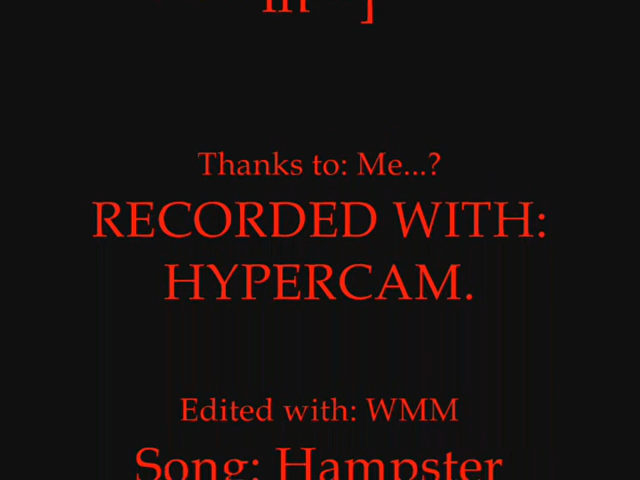 Thanks to: Me...?
RECORDED WITH:
HYPERCAM.
Edited with: WMM
Song: Hampster